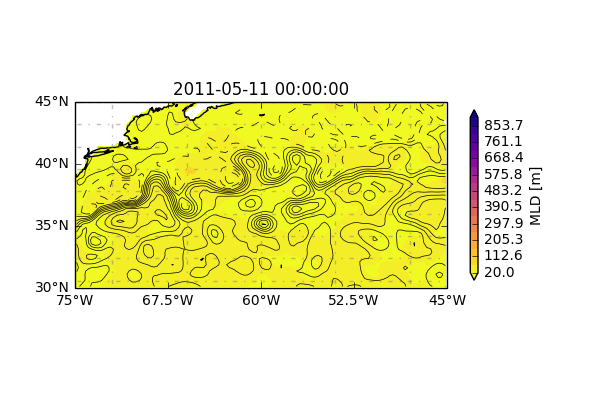 2011-05-11 00:00:00
45°N
40°N
35°N
30°N
75°W
67.5°W
60°W
52.5°W
45°W
853.7
761.1
668.4
575.8
483.2
390.5
297.9
205.3
112.6
20.0
MLD [m]